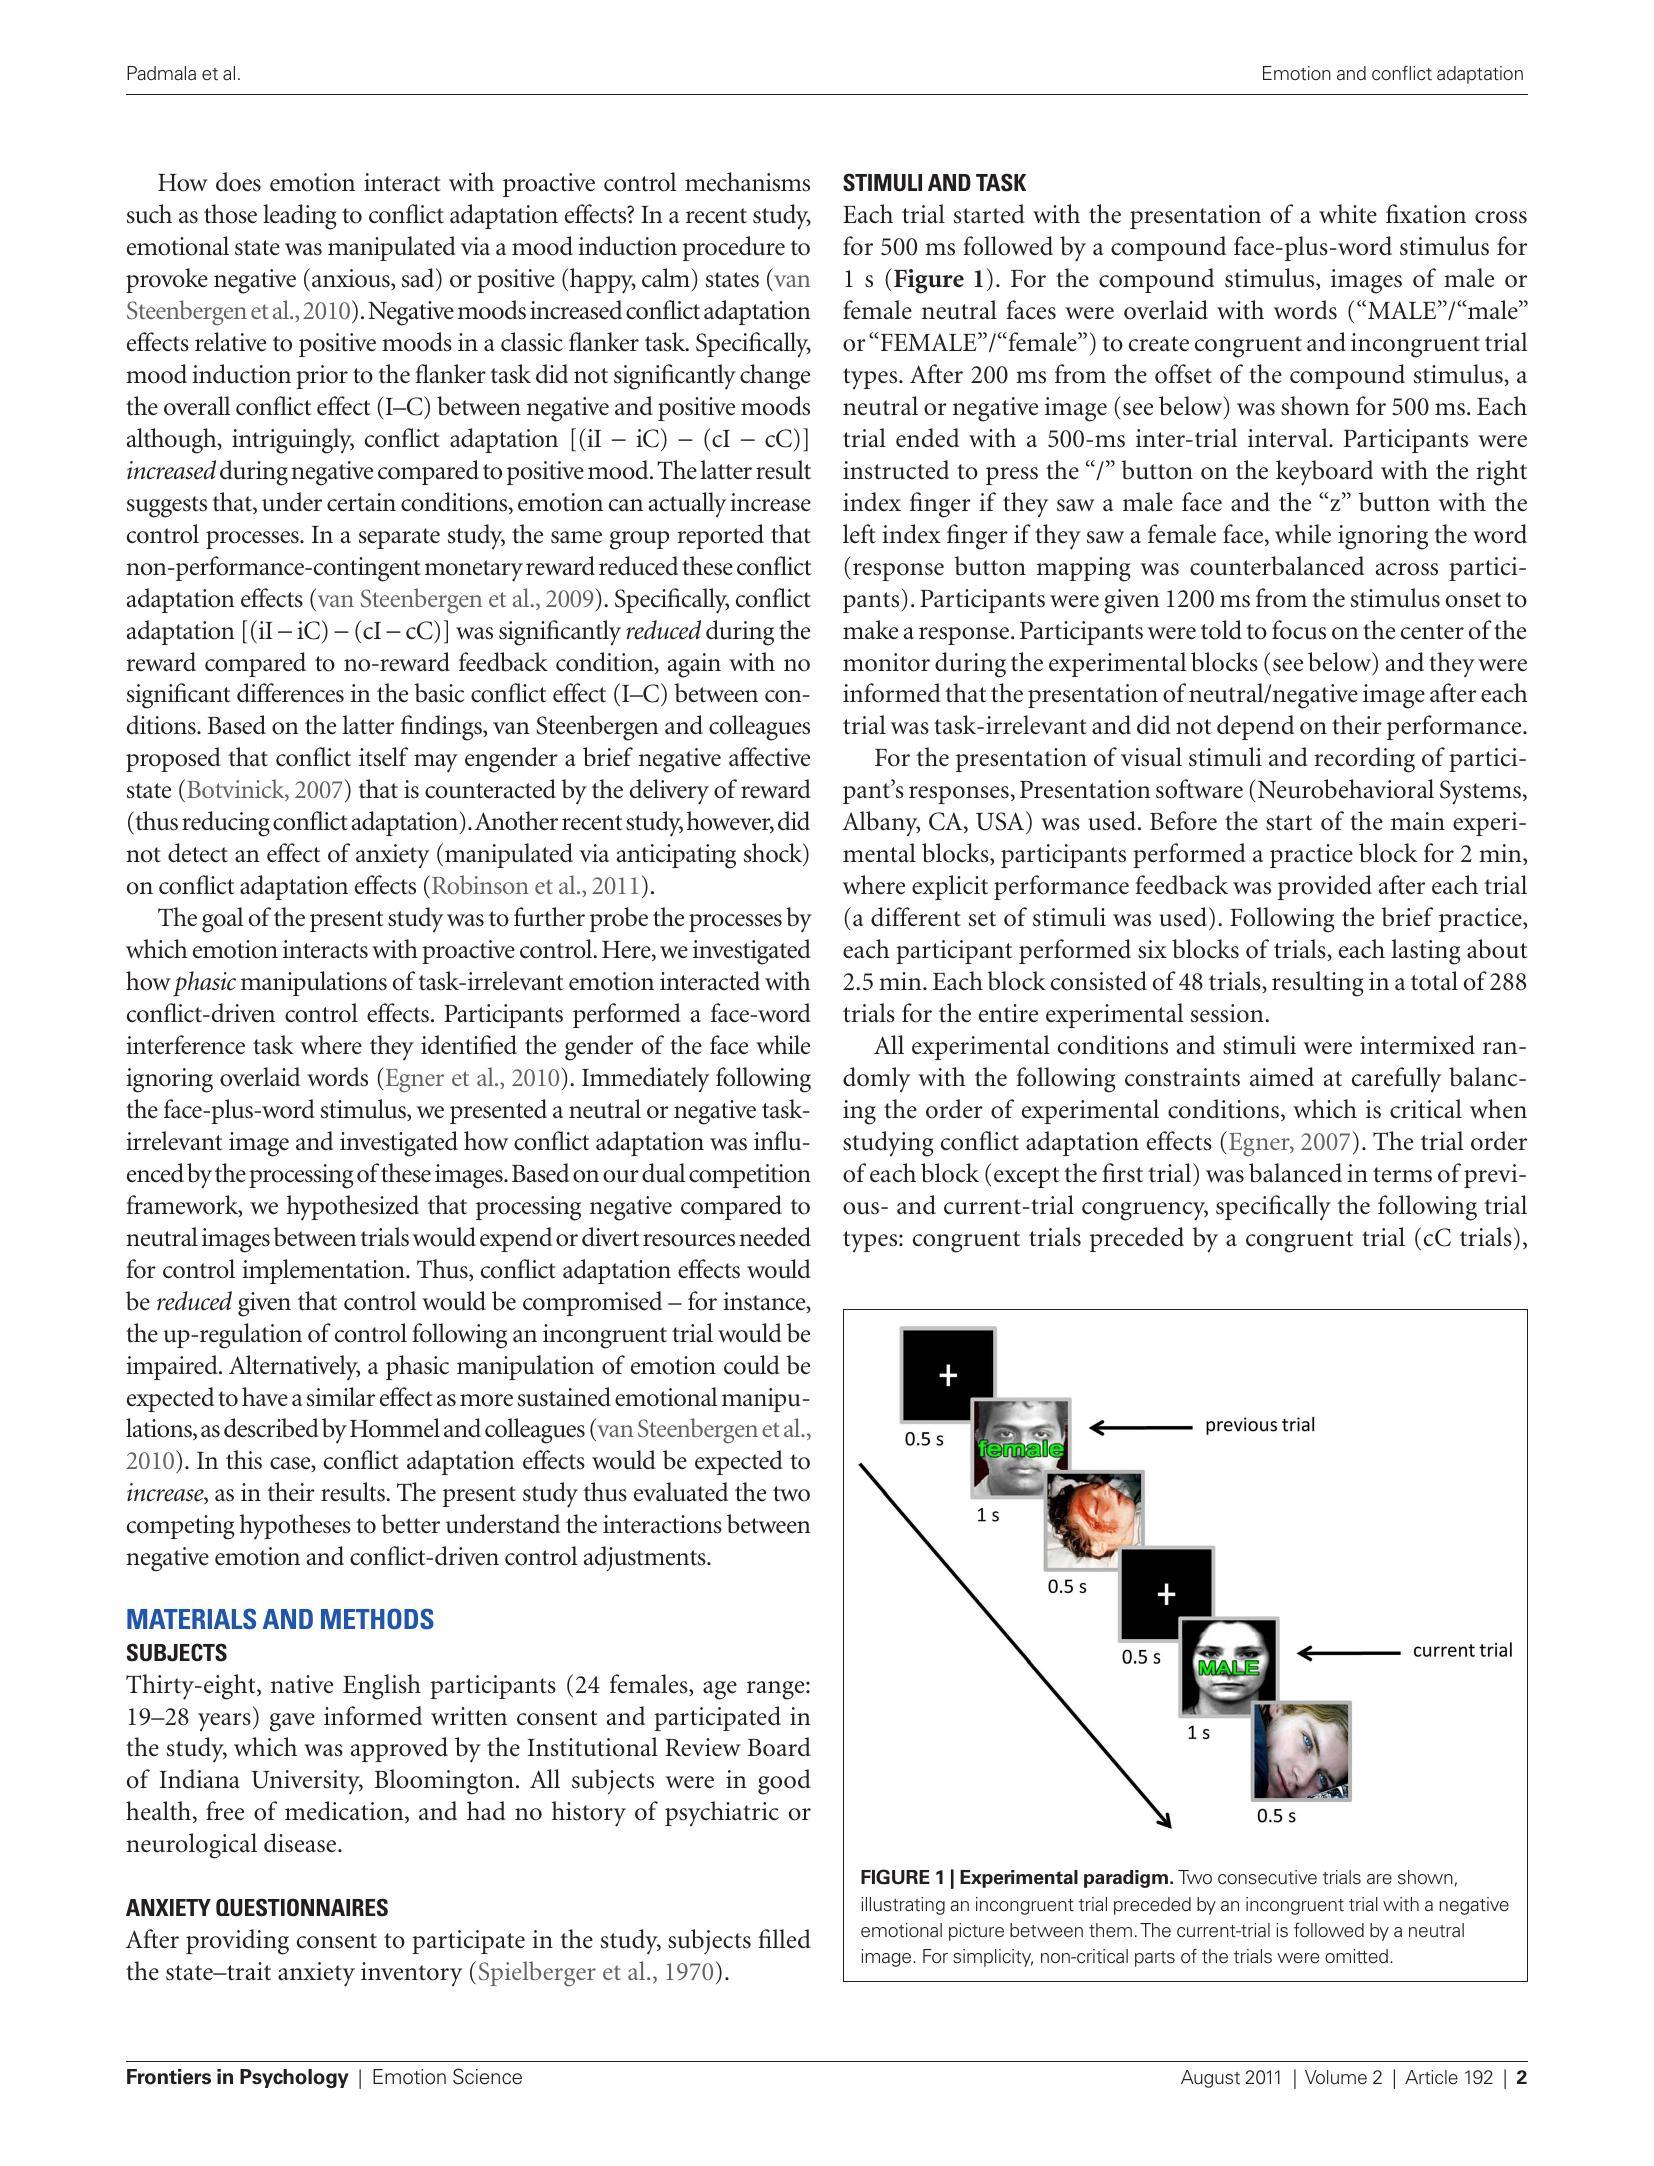 Padmala et al.
Emotion and conflict adaptation
How does emotion interact with proactive control mechanisms
such as those leading to conflict adaptation effects? In a recent study,
emotional state was manipulated via a mood induction procedure to
provoke negative (anxious, sad) or positive (happy, calm) states (van
Steenbergen et al., 2010). Negative moods increased conflict adaptation
effects relative to positive moods in a classic flanker task. Specifically,
mood induction prior to the flanker task did not significantly change
the overall conflict effect (I–C) between negative and positive moods
although, intriguingly, conflict adaptation [(iI − iC) − (cI − cC)]
increased during negative compared to positive mood. The latter result
suggests that, under certain conditions, emotion can actually increase
control processes. In a separate study, the same group reported that
non-performance-contingent monetary reward reduced these conflict
adaptation effects (van Steenbergen et al., 2009). Specifically, conflict
adaptation [(iI − iC) − (cI − cC)] was significantly reduced during the
reward compared to no-reward feedback condition, again with no
significant differences in the basic conflict effect (I–C) between con-
ditions. Based on the latter findings, van Steenbergen and colleagues
proposed that conflict itself may engender a brief negative affective
state (Botvinick, 2007) that is counteracted by the delivery of reward
(thus reducing conflict adaptation). Another recent study, however, did
not detect an effect of anxiety (manipulated via anticipating shock)
on conflict adaptation effects (Robinson et al., 2011).
The goal of the present study was to further probe the processes by
which emotion interacts with proactive control. Here, we investigated
how phasic manipulations of task-irrelevant emotion interacted with
conflict-driven control effects. Participants performed a face-word
interference task where they identified the gender of the face while
ignoring overlaid words (Egner et al., 2010). Immediately following
the face-plus-word stimulus, we presented a neutral or negative task-
irrelevant image and investigated how conflict adaptation was influ-
enced by the processing of these images. Based on our dual competition
framework, we hypothesized that processing negative compared to
neutral images between trials would expend or divert resources needed
for control implementation. Thus, conflict adaptation effects would
be reduced given that control would be compromised – for instance,
the up-regulation of control following an incongruent trial would be
impaired. Alternatively, a phasic manipulation of emotion could be
expected to have a similar effect as more sustained emotional manipu-
lations, as described by Hommel and colleagues (van Steenbergen et al.,
2010). In this case, conflict adaptation effects would be expected to
increase, as in their results. The present study thus evaluated the two
competing hypotheses to better understand the interactions between
negative emotion and conflict-driven control adjustments.
MATERIALS AND METHODS
SUBJECTS
Thirty-eight, native English participants (24 females, age range:
19–28 years) gave informed written consent and participated in
the study, which was approved by the Institutional Review Board
of Indiana University, Bloomington. All subjects were in good
health, free of medication, and had no history of psychiatric or
neurological disease.
ANXIETY QUESTIONNAIRES
After providing consent to participate in the study, subjects filled
the state–trait anxiety inventory (Spielberger et al., 1970).
STIMULI AND TASK
Each trial started with the presentation of a white fixation cross
for 500 ms followed by a compound face-plus-word stimulus for
1 s (Figure 1). For the compound stimulus, images of male or
female neutral faces were overlaid with words (“MALE”/“male”
or “FEMALE”/“female”) to create congruent and incongruent trial
types. After 200 ms from the offset of the compound stimulus, a
neutral or negative image (see below) was shown for 500 ms. Each
trial ended with a 500-ms inter-trial interval. Participants were
instructed to press the “/” button on the keyboard with the right
index finger if they saw a male face and the “z” button with the
left index finger if they saw a female face, while ignoring the word
(response button mapping was counterbalanced across partici-
pants). Participants were given 1200 ms from the stimulus onset to
make a response. Participants were told to focus on the center of the
monitor during the experimental blocks (see below) and they were
informed that the presentation of neutral/negative image after each
trial was task-irrelevant and did not depend on their performance.
For the presentation of visual stimuli and recording of partici-
pant’s responses, Presentation software (Neurobehavioral Systems,
Albany, CA, USA) was used. Before the start of the main experi-
mental blocks, participants performed a practice block for 2 min,
where explicit performance feedback was provided after each trial
(a different set of stimuli was used). Following the brief practice,
each participant performed six blocks of trials, each lasting about
2.5 min. Each block consisted of 48 trials, resulting in a total of 288
trials for the entire experimental session.
All experimental conditions and stimuli were intermixed ran-
domly with the following constraints aimed at carefully balanc-
ing the order of experimental conditions, which is critical when
studying conflict adaptation effects (Egner, 2007). The trial order
of each block (except the first trial) was balanced in terms of previ-
ous- and current-trial congruency, specifically the following trial
types: congruent trials preceded by a congruent trial (cC trials),
+
0.5 s
female
previous trial
1 s
0.5 s
+
0.5 s
MALE
current trial
1 s
0.5 s
FIGURE 1 | Experimental paradigm. Two consecutive trials are shown,
illustrating an incongruent trial preceded by an incongruent trial with a negative
emotional picture between them. The current-trial is followed by a neutral
image. For simplicity, non-critical parts of the trials were omitted.
Frontiers in Psychology | Emotion Science
August 2011 | Volume 2 | Article 192 | 2